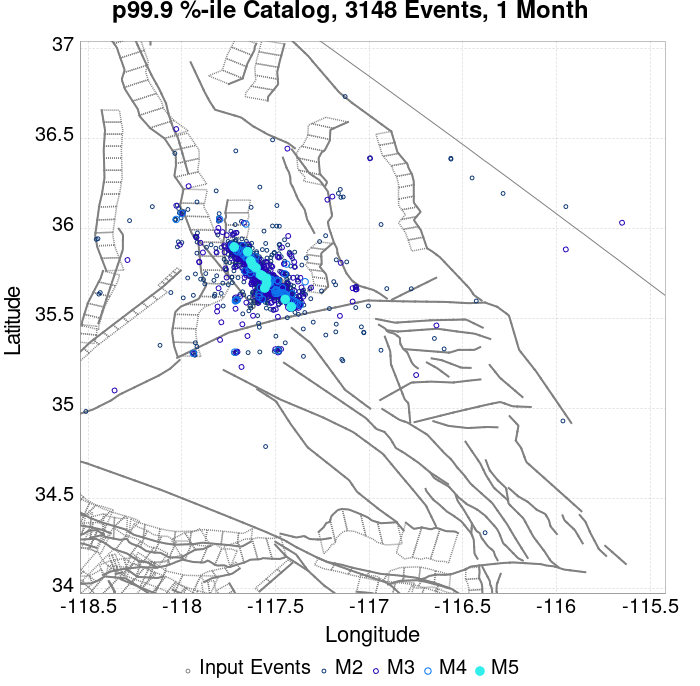 p99.9 %-ile Catalog, 3148 Events, 1 Month
37
36.5
36
35.5
35
34.5
34
Latitude
-118.5 -118 -117.5 -117 -116.5 -116 -115.5
Longitude
Input Events M2 M3 M4 M5